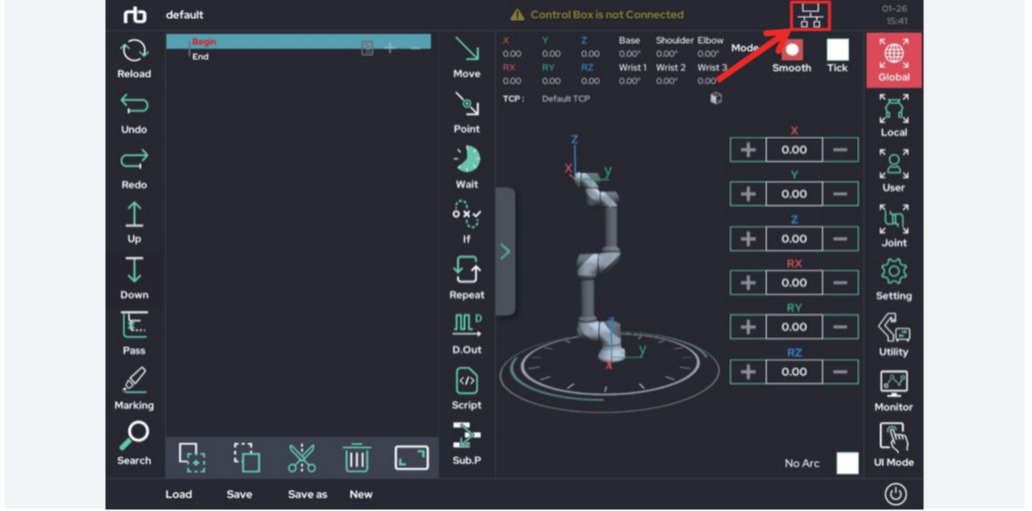 rb default
Control Box is not Connected
01-26
15:41
Reload
Undo
Redo
Up
Down
Pass
Marking
Search
Begin
End
Load Save Save as New
Move
Point
Wait
If
Repeat
D.Out
Script
Sub.P
X Y Z Base Shoulder Elbow
0.00 0.00 0.00 0.00° 0.00° 0.00°
RX RY RZ Wrist 1 Wrist 2 Wrist 3
0.00 0.00 0.00 0.00° 0.00° 0.00°
TCP : Default TCP
Mode
Smooth Tick
Z
X y
Z
y
X
X
+ 0.00 −
Y
+ 0.00 −
Z
+ 0.00 −
RX
+ 0.00 −
RY
+ 0.00 −
RZ
+ 0.00 −
No Arc
Global
Local
User
Joint
Setting
Utility
Monitor
UI Mode